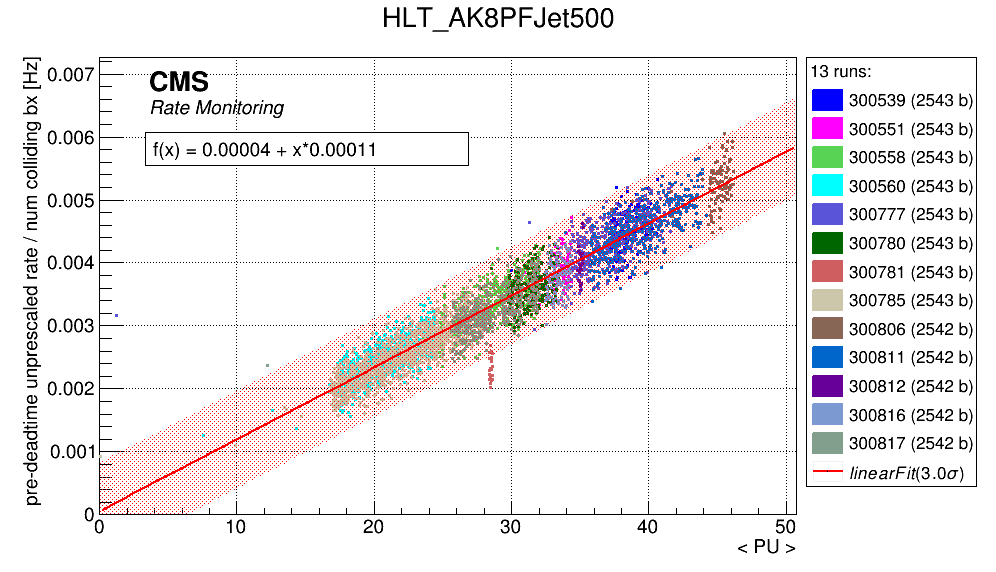 HLT_AK8PFJet500
pre-deadtime unprescaled rate / num colliding bx [Hz]
0.007
0.006
0.005
0.004
0.003
0.002
0.001
0
CMS
Rate Monitoring
f(x) = 0.00004 + x*0.00011
0 10 20 30 40 50
< PU >
13 runs:
300539 (2543 b)
300551 (2543 b)
300558 (2543 b)
300560 (2543 b)
300777 (2543 b)
300780 (2543 b)
300781 (2543 b)
300785 (2543 b)
300806 (2542 b)
300811 (2542 b)
300812 (2542 b)
300816 (2542 b)
300817 (2542 b)
linearFit(3.0σ)